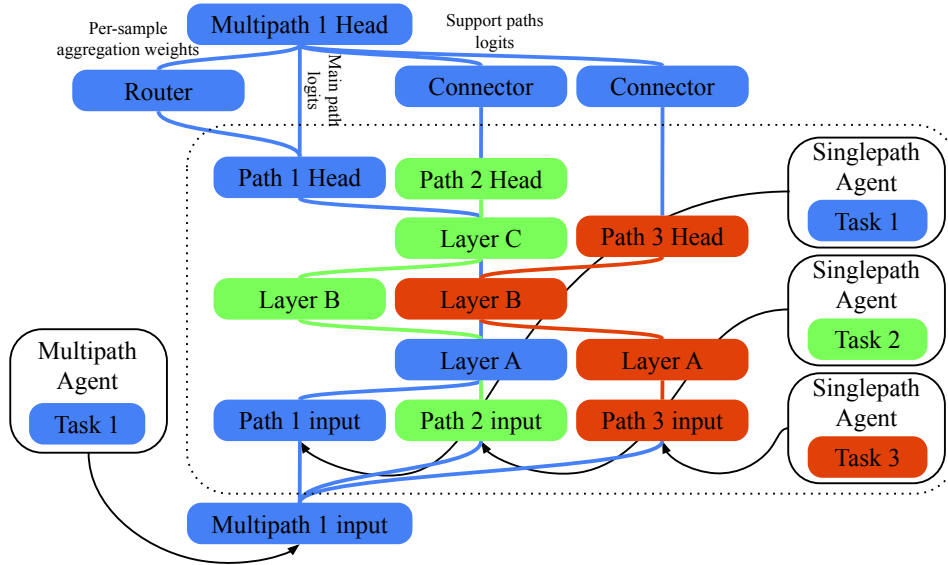 Multipath 1 Head
Per-sample
aggregation weights
Support paths
logits
Main path
logits
Router
Connector
Connector
Path 1 Head
Path 2 Head
Singlepath
Agent
Task 1
Layer C
Path 3 Head
Layer B
Layer B
Singlepath
Agent
Task 2
Multipath
Agent
Task 1
Layer A
Layer A
Path 1 input
Path 2 input
Path 3 input
Singlepath
Agent
Task 3
Multipath 1 input